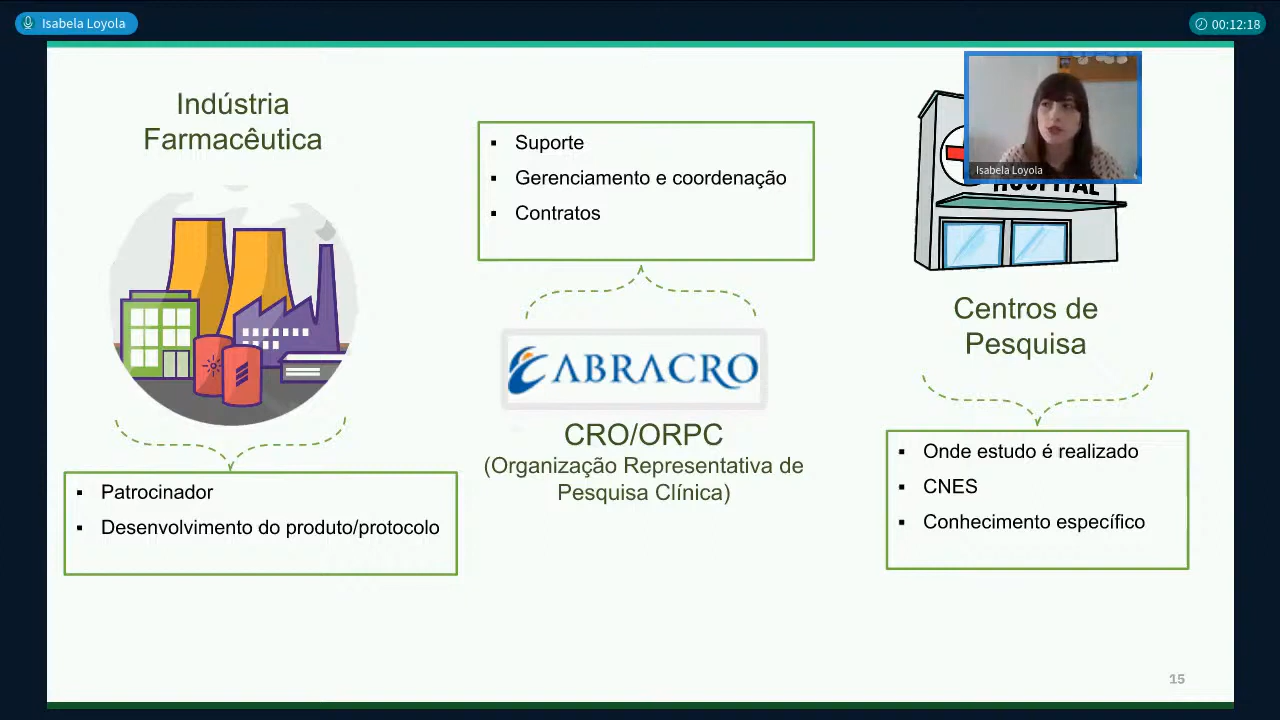 Isabela Loyola
00:12:18
Indústria
Farmacêutica
Patrocinador
Desenvolvimento do produto/protocolo
Suporte
Gerenciamento e coordenação
Contratos
ABRACRO
CRO/ORPC
(Organização Representativa de
Pesquisa Clínica)
Isabela Loyola
HOSPITAL
Centros de
Pesquisa
Onde estudo é realizado
CNES
Conhecimento específico
15